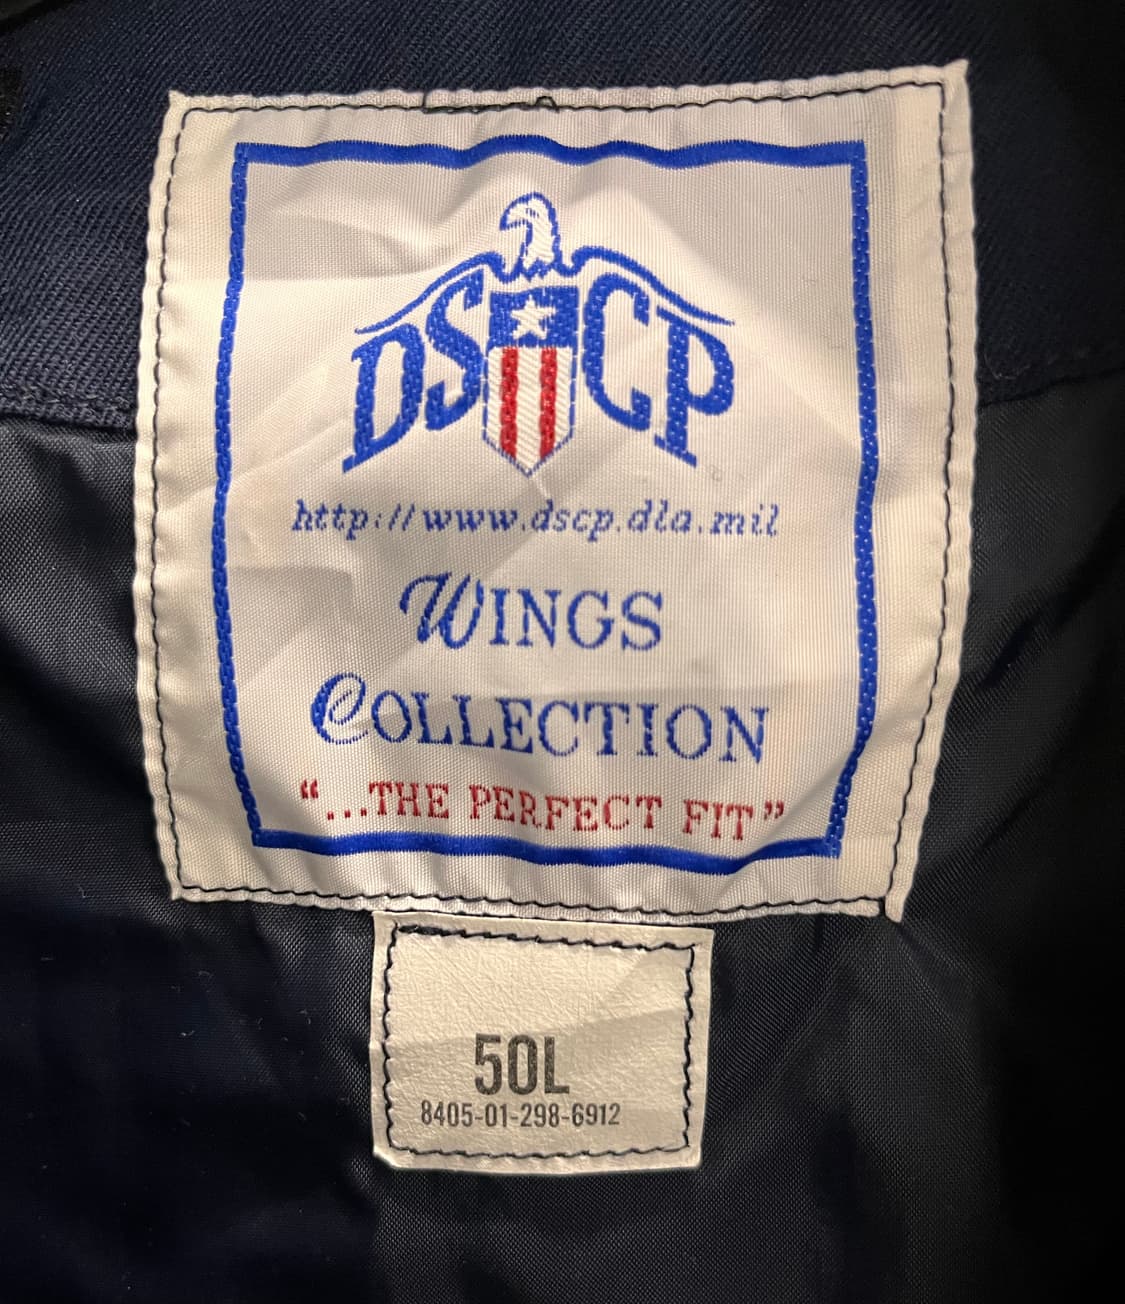 DSCP
http://www.dscp.dla.mil
WINGS
COLLECTION
“...THE PERFECT FIT”
50L
8405-01-298-6912